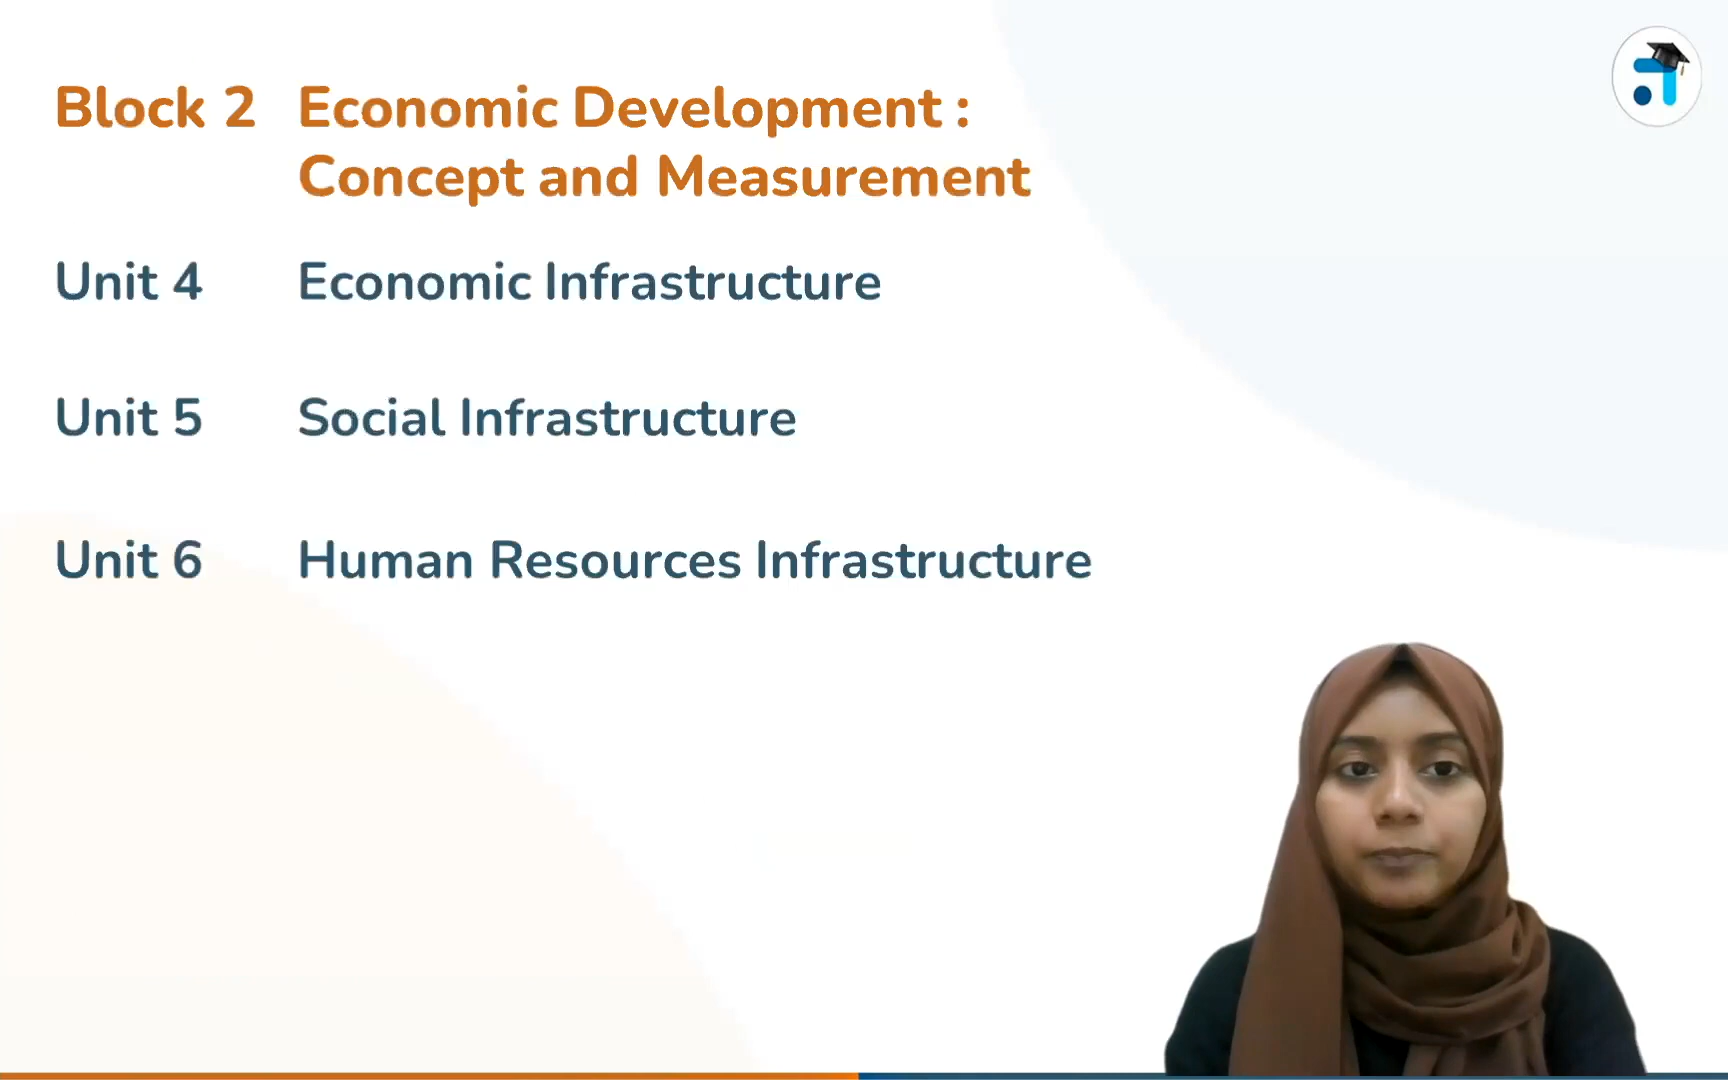 Block 2 Economic Development :
Concept and Measurement
Unit 4 Economic Infrastructure
Unit 5 Social Infrastructure
Unit 6 Human Resources Infrastructure